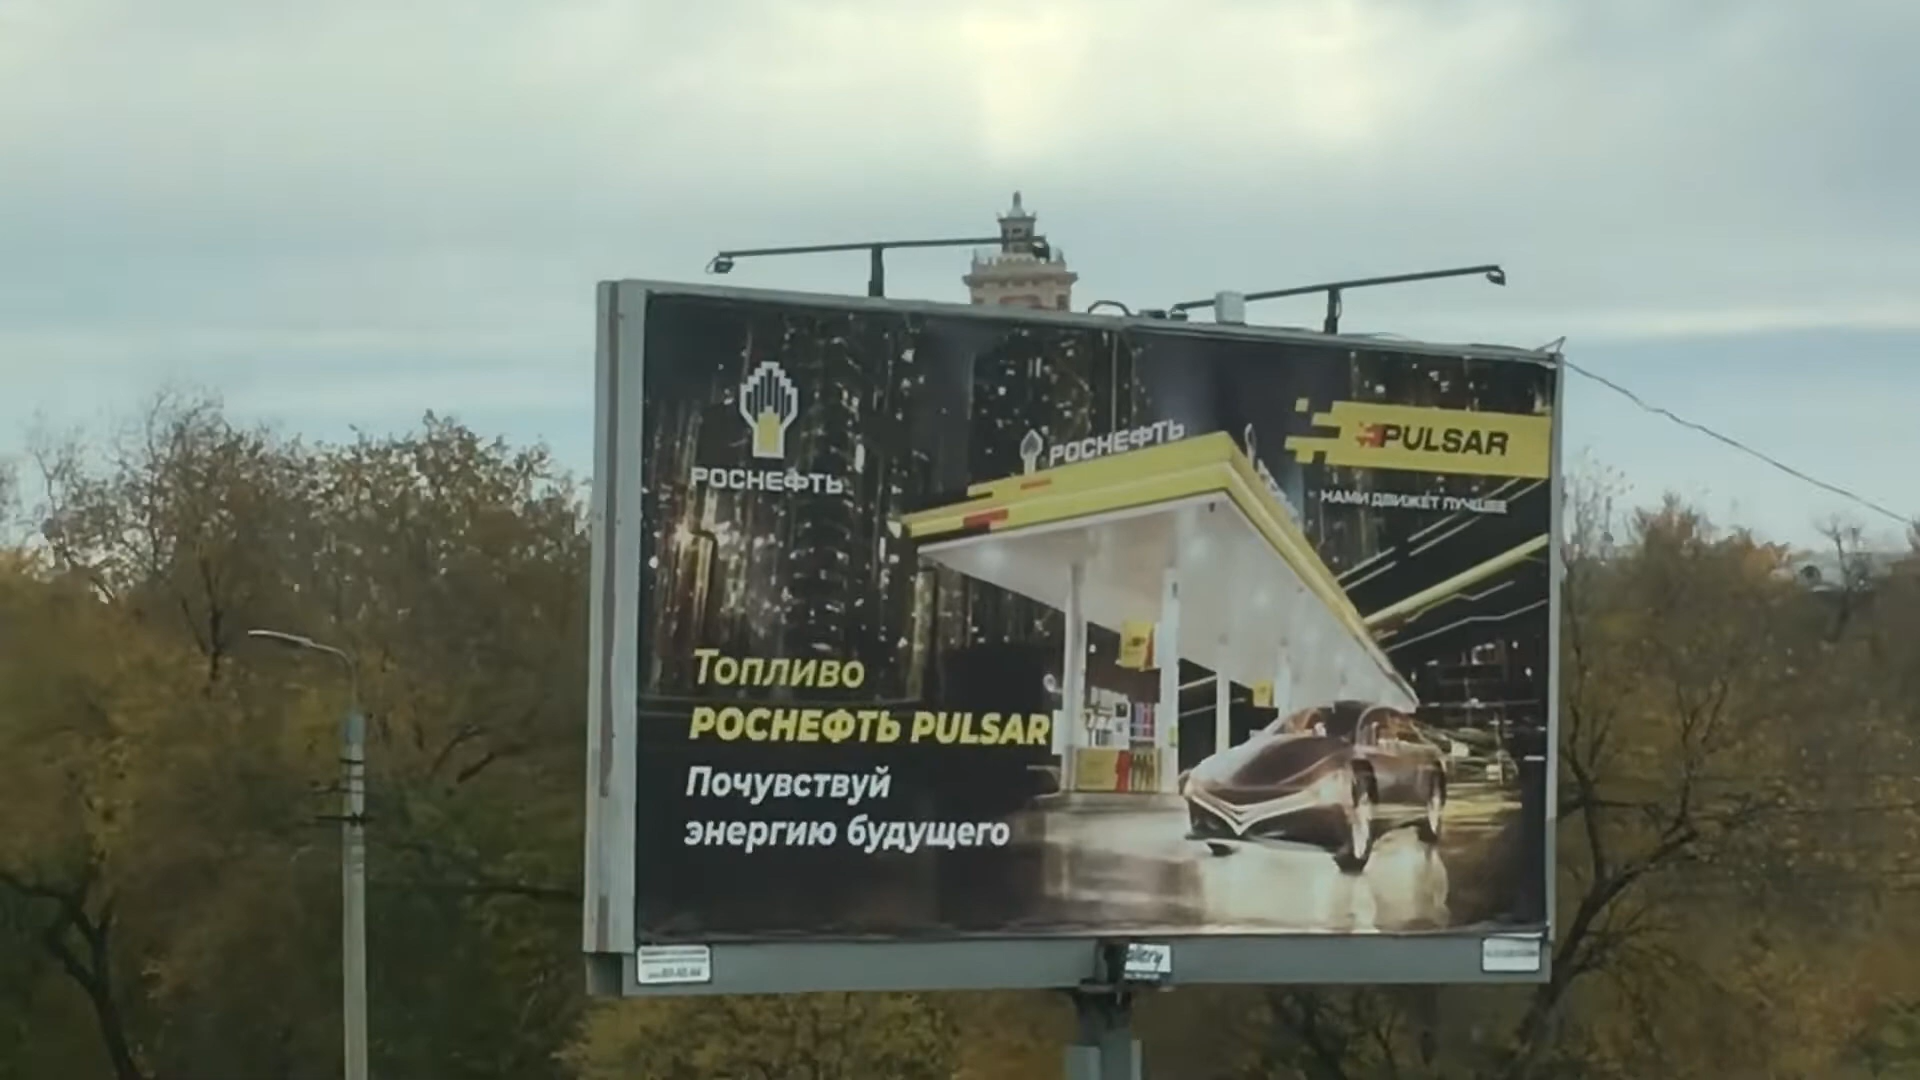 РОСНЕФТЬ
РОСНЕФТЬ
PULSAR
НАМИ ДВИЖЕТ ЛУЧШЕЕ
Топливо
РОСНЕФТЬ PULSAR
Почувствуй
энергию будущего